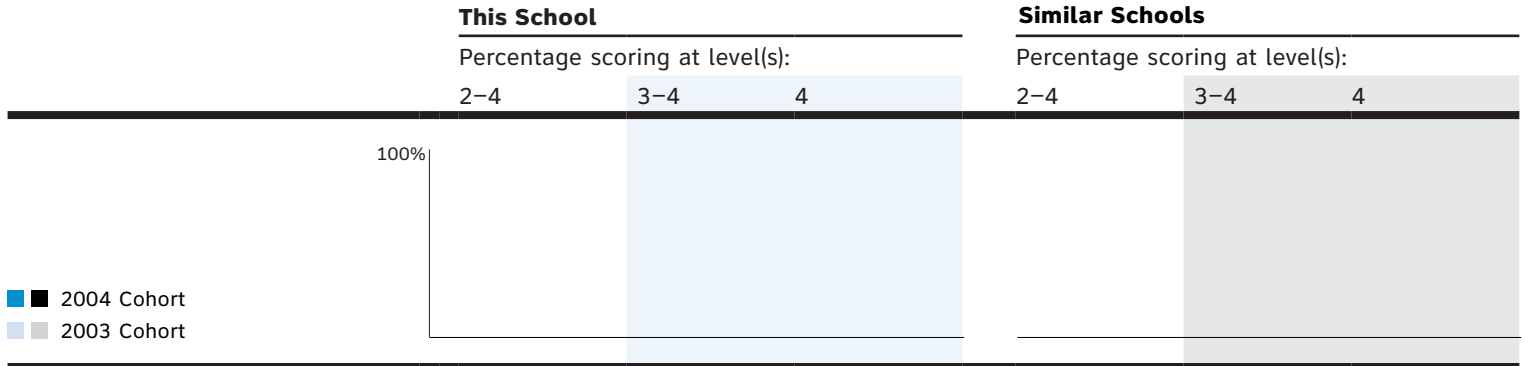 This School
Similar Schools
Percentage scoring at level(s):
Percentage scoring at level(s):
2–4 3–4 4
2–4 3–4 4
100%
2004 Cohort
2003 Cohort